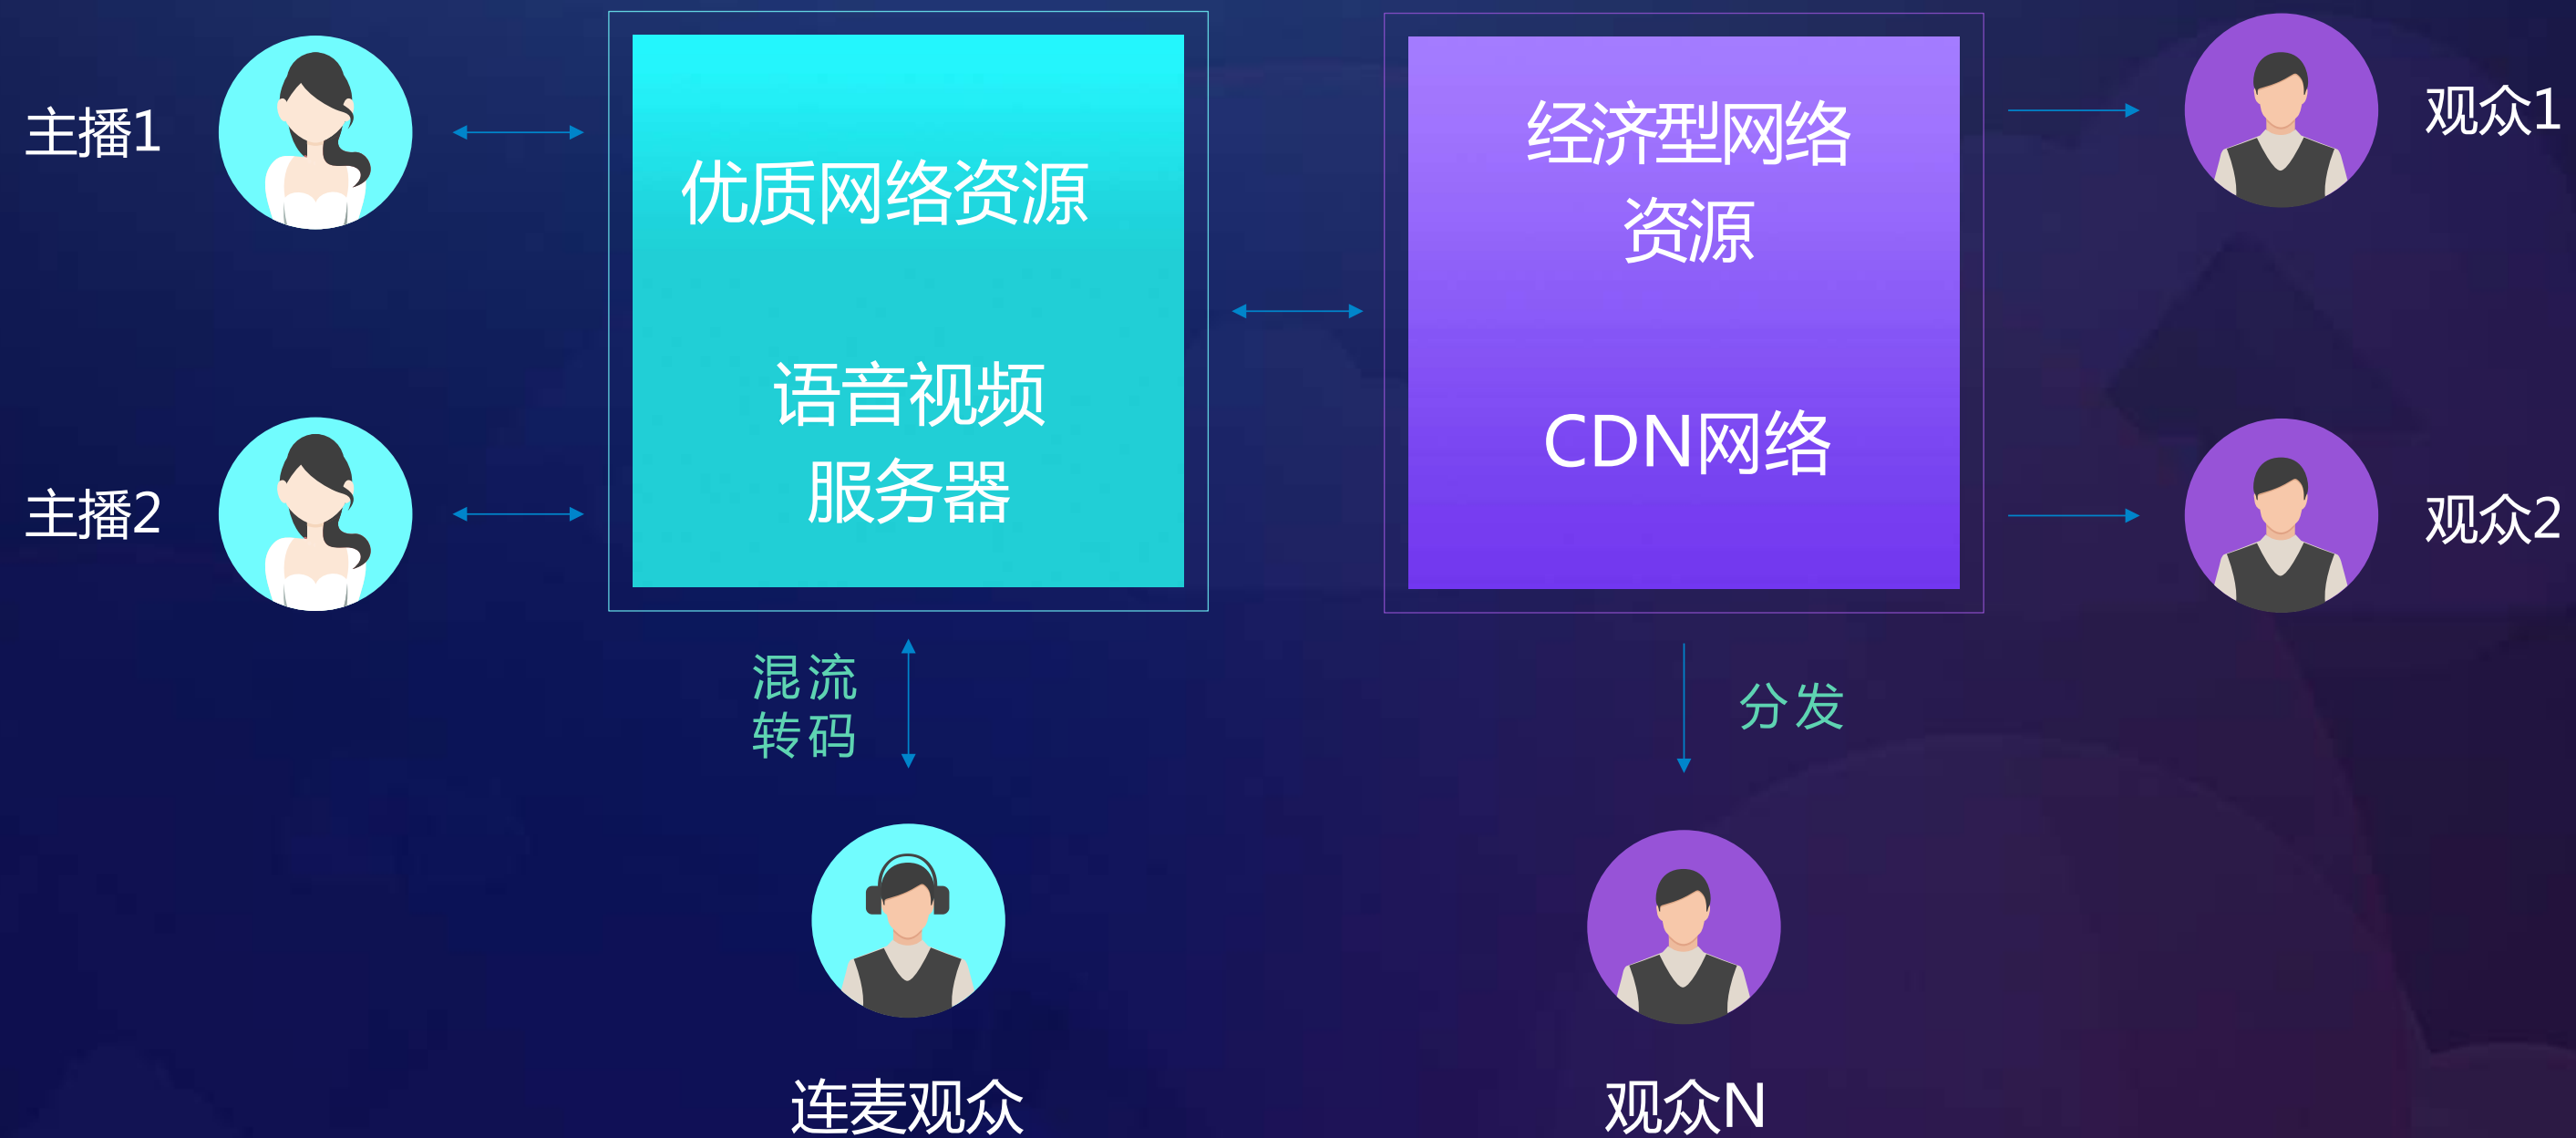 主播1
优质网络资源
语音视频
服务器
经济型网络
资源
CDN网络
观众1
主播2
观众2
混流
转码
分发
连麦观众
观众N